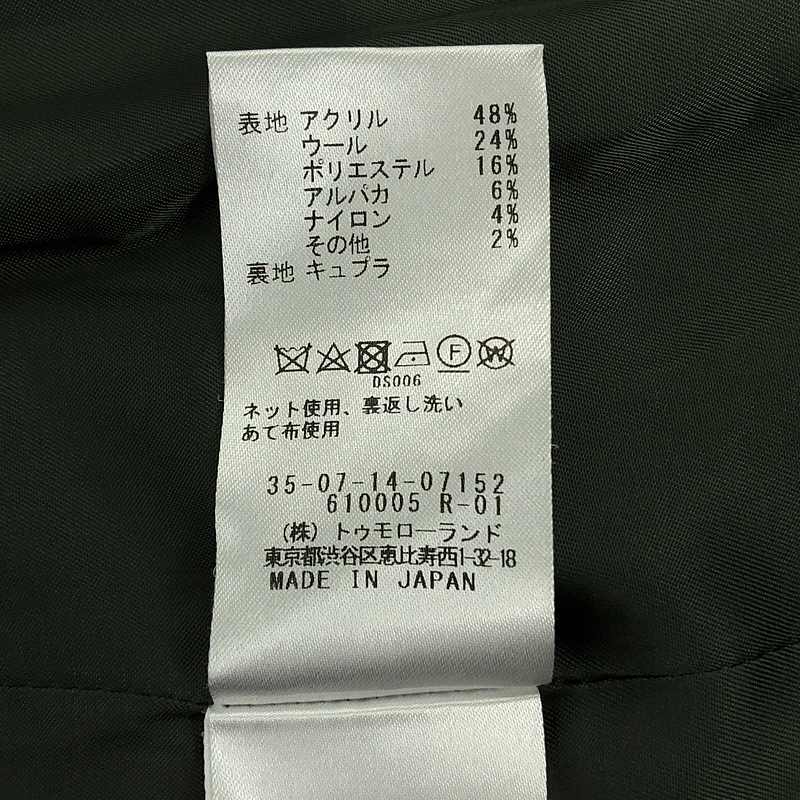 表地 アクリル 48%
ウール 24%
ポリエステル 16%
アルパカ 6%
ナイロン 4%
その他 2%
裏地 キュプラ
F W
DS006
ネット使用、裏返し洗い
あて布使用
35-07-14-07152
610005 R-01
(株) トゥモローランド
東京都渋谷区恵比寿西1-32-18
MADE IN JAPAN